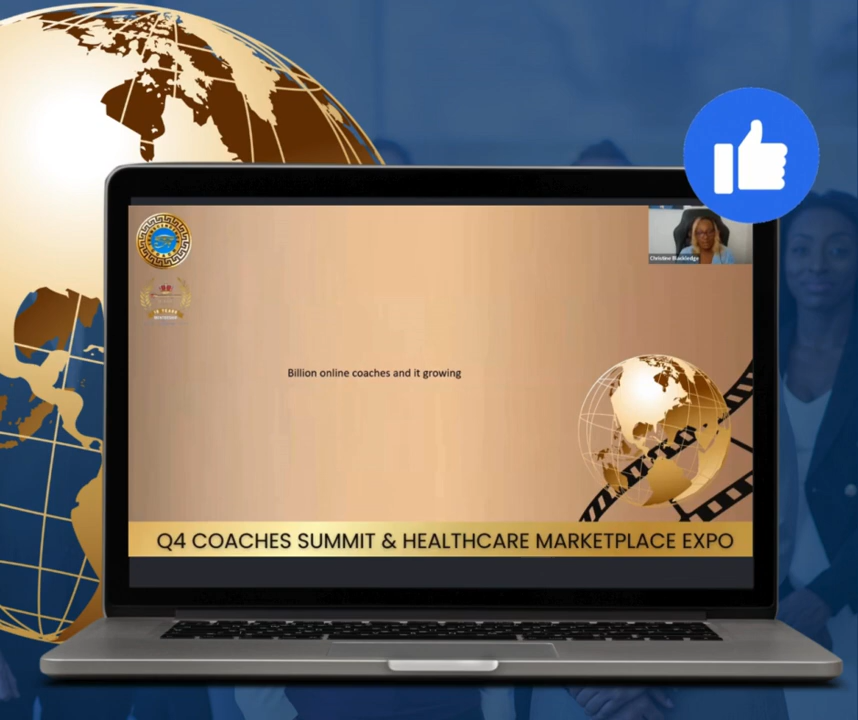 Christine Blackledge
Billion online coaches and it growing
Q4 COACHES SUMMIT & HEALTHCARE MARKETPLACE EXPO